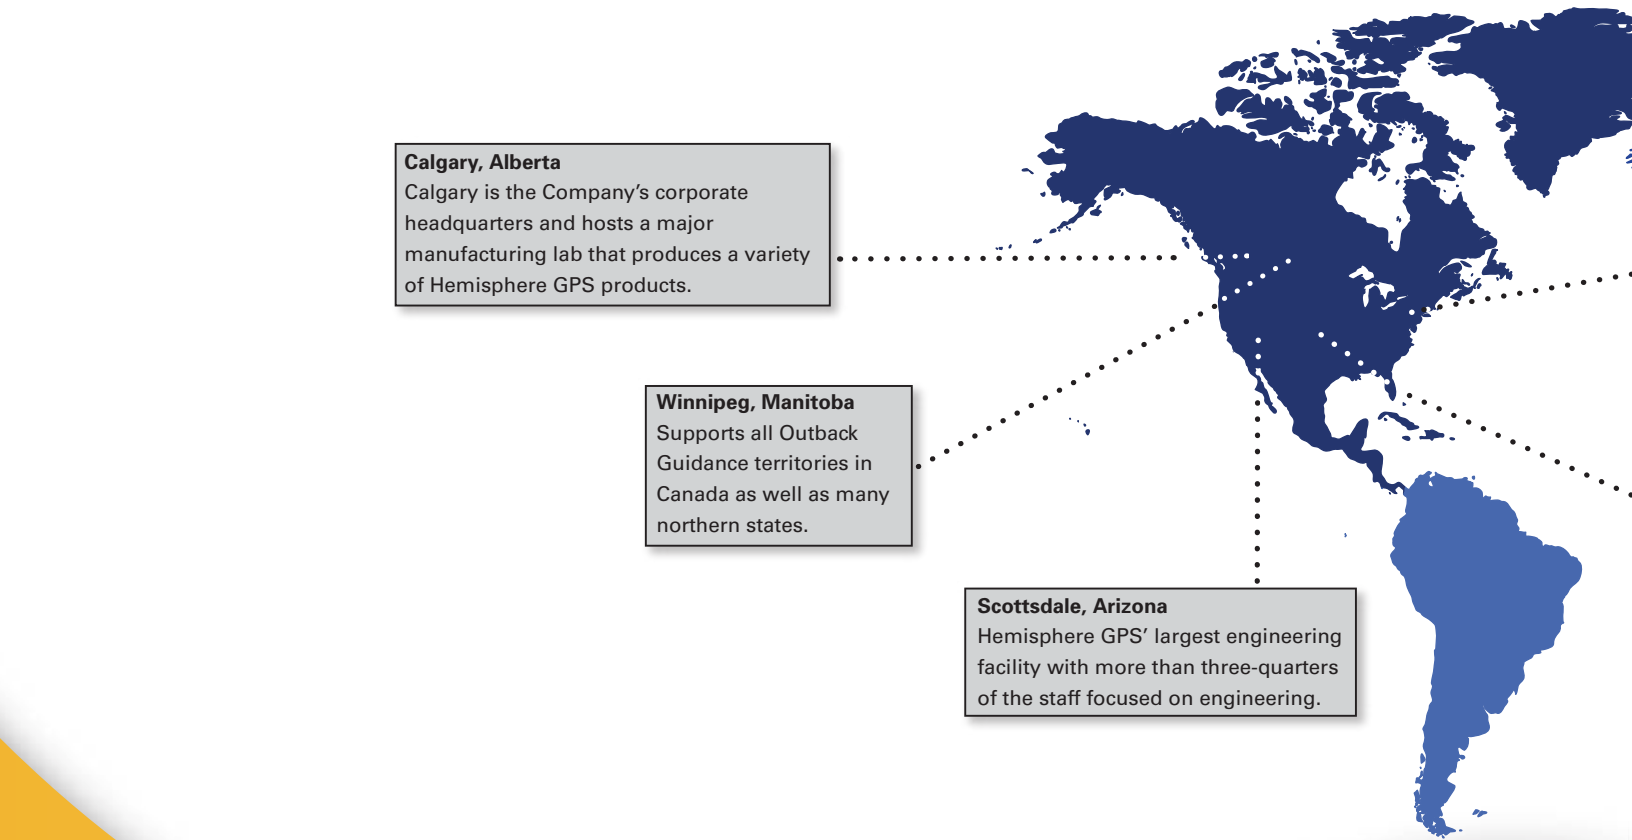 Calgary, Alberta
Calgary is the Company’s corporate
headquarters and hosts a major
manufacturing lab that produces a variety
of Hemisphere GPS products.
Winnipeg, Manitoba
Supports all Outback
Guidance territories in
Canada as well as many
northern states.
Scottsdale, Arizona
Hemisphere GPS’ largest engineering
facility with more than three-quarters
of the staff focused on engineering.